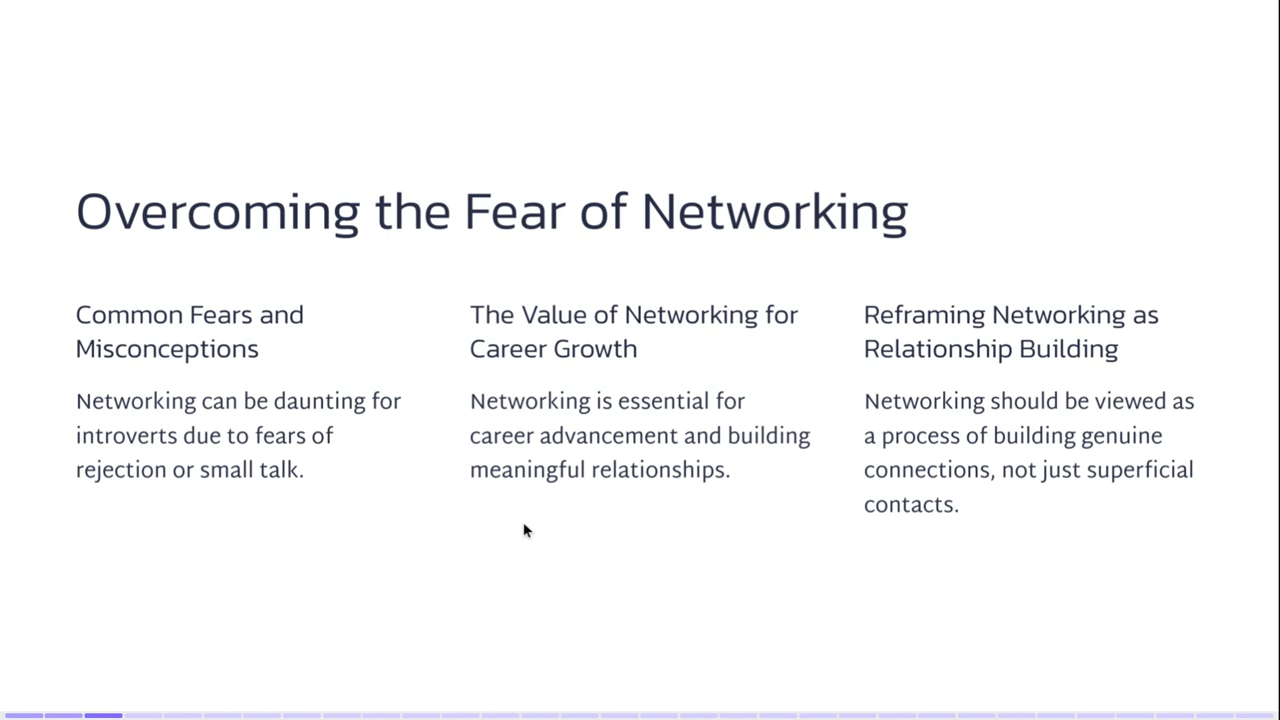 Overcoming the Fear of Networking
Common Fears and
Misconceptions
Networking can be daunting for
introverts due to fears of
rejection or small talk.
The Value of Networking for
Career Growth
Networking is essential for
career advancement and building
meaningful relationships.
Reframing Networking as
Relationship Building
Networking should be viewed as
a process of building genuine
connections, not just superficial
contacts.